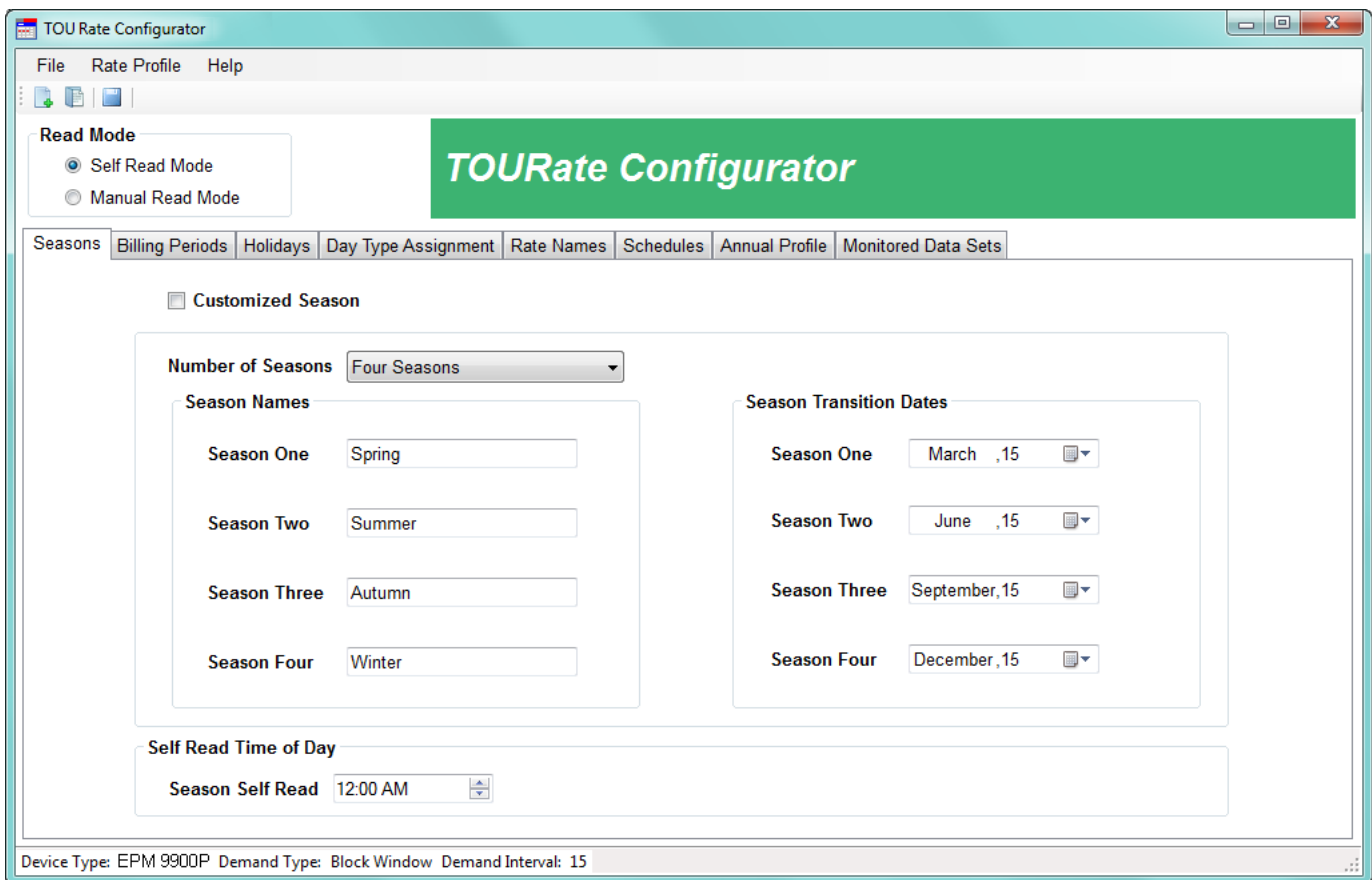 TOU Rate Configurator
File Rate Profile Help
Read Mode
Self Read Mode
Manual Read Mode
TOURate Configurator
Seasons Billing Periods Holidays Day Type Assignment Rate Names Schedules Annual Profile Monitored Data Sets
Customized Season
Number of Seasons Four Seasons
Season Names
Season One Spring
Season Two Summer
Season Three Autumn
Season Four Winter
Season Transition Dates
Season One March ,15
Season Two June ,15
Season Three September,15
Season Four December ,15
Self Read Time of Day
Season Self Read 12:00 AM
Device Type: EPM 9900P Demand Type: Block Window Demand Interval: 15